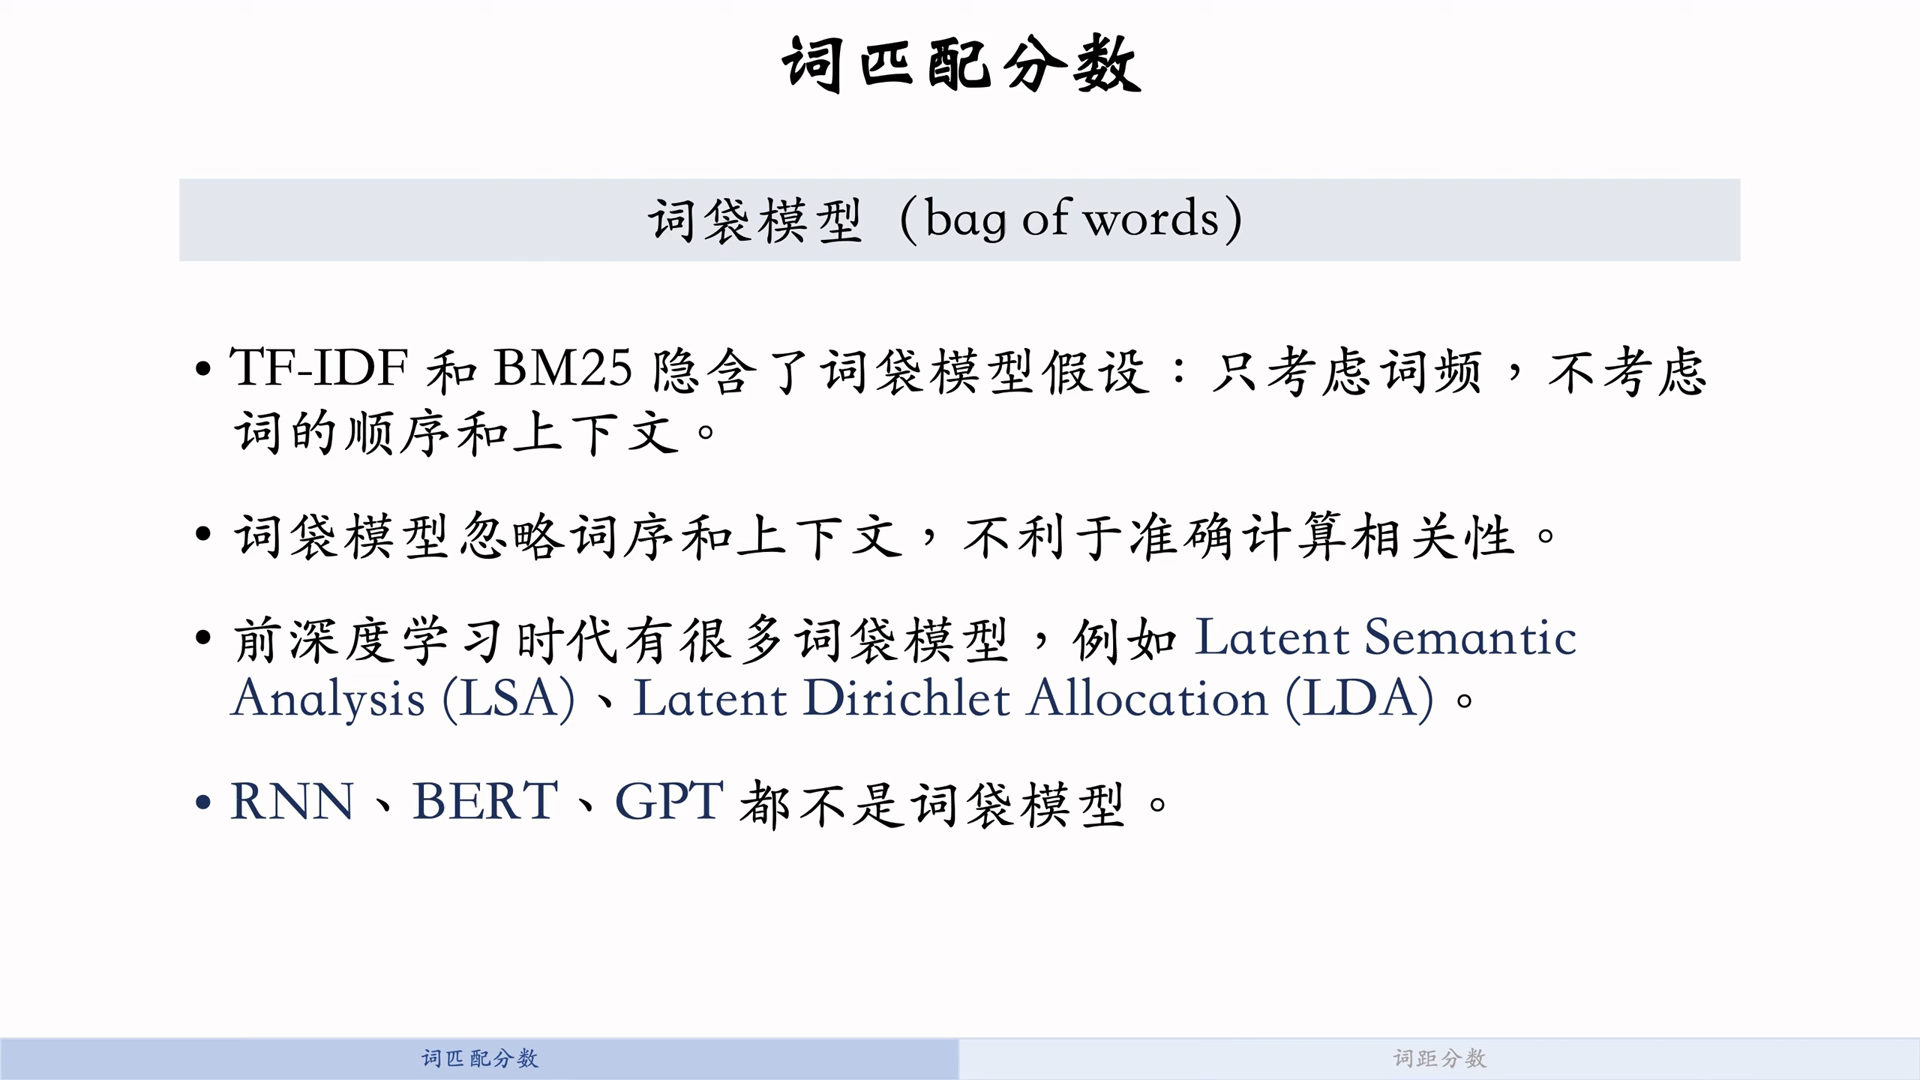 词匹配分数
词袋模型（bag of words）
• TF-IDF 和 BM25 隐含了词袋模型假设：只考虑词频，不考虑
词的顺序和上下文。
• 词袋模型忽略词序和上下文，不利于准确计算相关性。
• 前深度学习时代有很多词袋模型，例如 Latent Semantic
Analysis (LSA)、Latent Dirichlet Allocation (LDA)。
• RNN、BERT、GPT 都不是词袋模型。
词匹配分数
词距分数